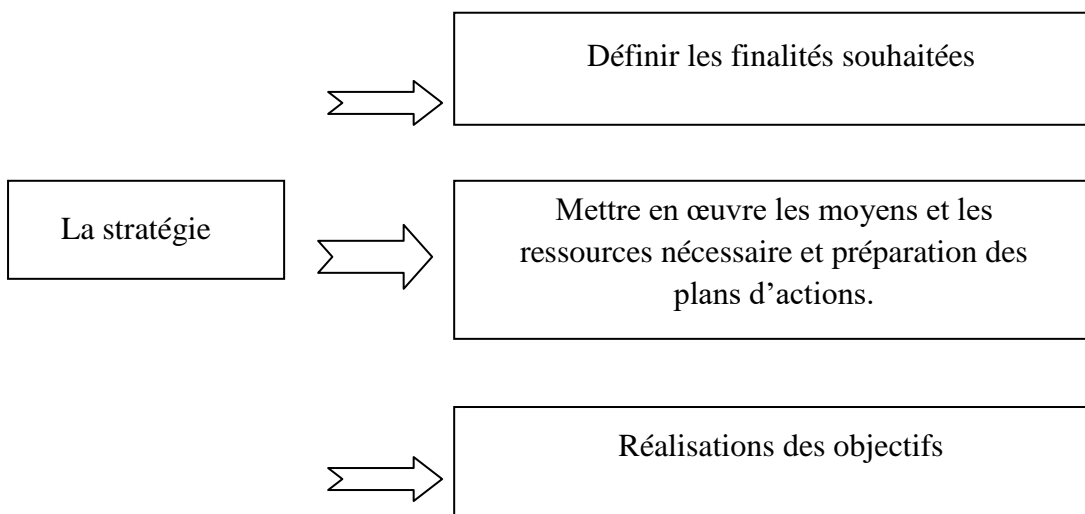 Définir les finalités souhaitées
La stratégie
Mettre en œuvre les moyens et les
ressources nécessaire et préparation des
plans d’actions.
Réalisations des objectifs